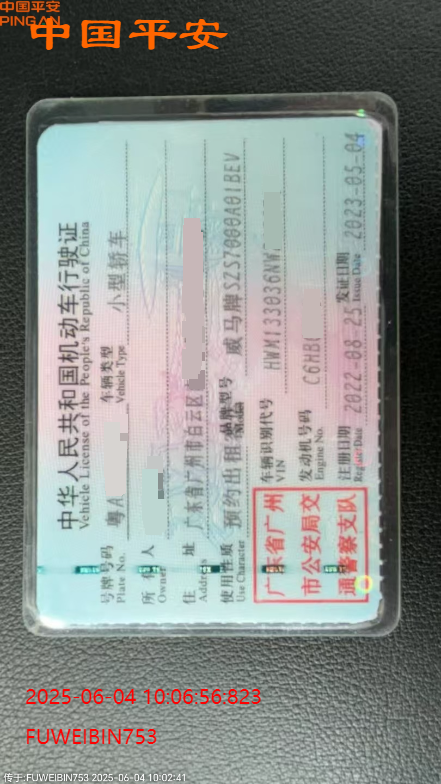 中国平安
PINGAN
中国平安
中华人民共和国机动车行驶证
Vehicle License of the People's Republic of China
号牌号码 粤A 车辆类型 小型轿车
Plate No. Vehicle Type
所有人
Owner
住址 广东省广州市白云区
Address
使用性质 预约出租 品牌型号 威马牌SZS7000A01BEV
Use Character Model
车辆识别代号 HWM133036NW
VIN
发动机号码 C6HB
Engine No.
注册日期 2022-08-25 发证日期 2023-05-04
Register Date Issue Date
广东省广州
市公安局交
通警察支队
2025-06-04 10:06:56:823
FUWEIBIN753
传于:FUWEIBIN753 2025-06-04 10:02:41